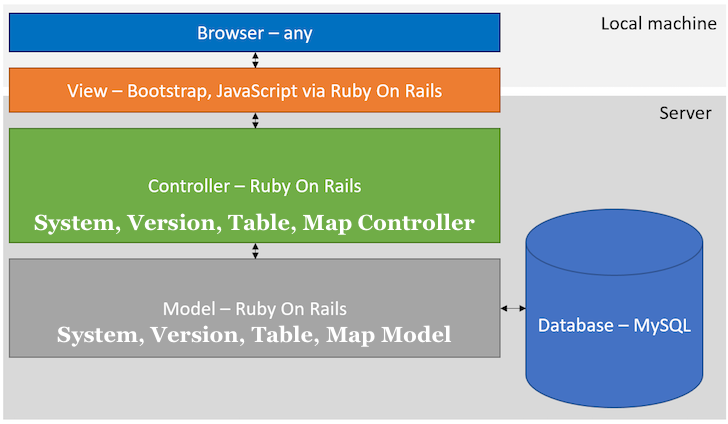 Local machine
Browser – any
View – Bootstrap, JavaScript via Ruby On Rails
Server
Controller – Ruby On Rails
System, Version, Table, Map Controller
Model – Ruby On Rails
System, Version, Table, Map Model
Database – MySQL